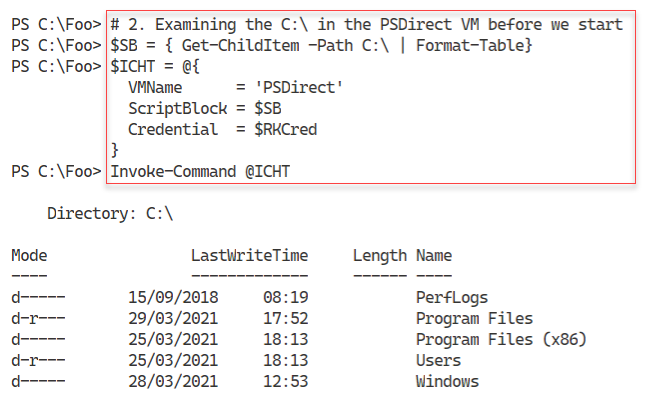 PS C:\Foo> # 2. Examining the C:\ in the PSDirect VM before we start
PS C:\Foo> $SB = { Get-ChildItem -Path C:\ | Format-Table}
PS C:\Foo> $ICHT = @{
VMName      = 'PSDirect'
ScriptBlock = $SB
Credential  = $RKCred
}
PS C:\Foo> Invoke-Command @ICHT
Directory: C:\
Mode                LastWriteTime     Length Name
----                -------------     ------ ----
d-----       15/09/2018     08:19            PerfLogs
d-r---       29/03/2021     17:52            Program Files
d-----       25/03/2021     18:13            Program Files (x86)
d-r---       25/03/2021     18:13            Users
d-----       28/03/2021     12:53            Windows